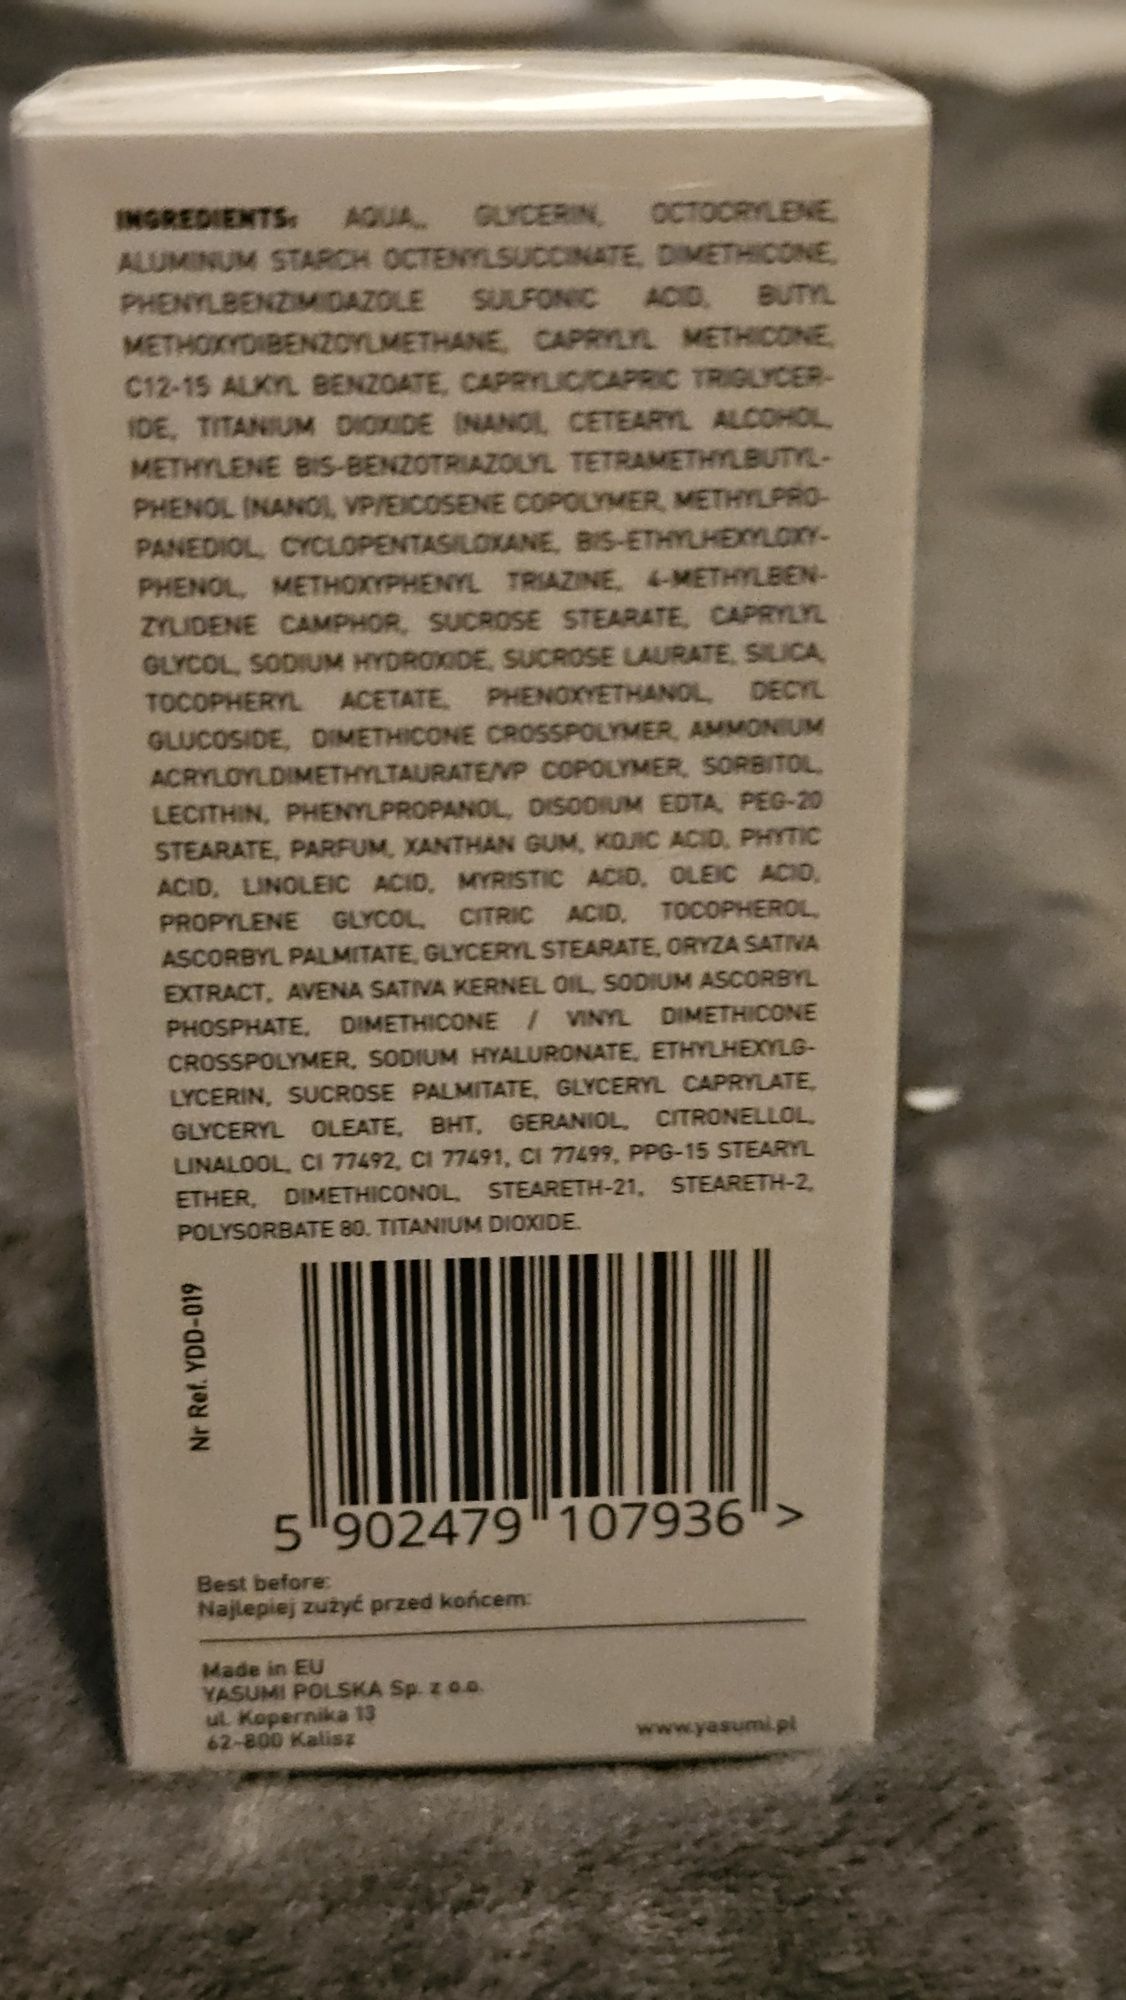 INGREDIENTS: AQUA,, GLYCERIN, OCTOCRYLENE,
ALUMINUM STARCH OCTENYLSUCCINATE, DIMETHICONE,
PHENYLBENZIMIDAZOLE SULFONIC ACID, BUTYL
METHOXYDIBENZOYLMETHANE, CAPRYLYL METHICONE,
C12-15 ALKYL BENZOATE, CAPRYLIC/CAPRIC TRIGLYCER-
IDE, TITANIUM DIOXIDE (NANO), CETEARYL ALCOHOL,
METHYLENE BIS-BENZOTRIAZOLYL TETRAMETHYLBUTYL-
PHENOL (NANO), VP/EICOSENE COPOLYMER, METHYLPRO-
PANEDIOL, CYCLOPENTASILOXANE, BIS-ETHYLHEXYLOXY-
PHENOL, METHOXYPHENYL TRIAZINE, 4-METHYLBEN-
ZYLIDENE CAMPHOR, SUCROSE STEARATE, CAPRYLYL
GLYCOL, SODIUM HYDROXIDE, SUCROSE LAURATE, SILICA,
TOCOPHERYL ACETATE, PHENOXYETHANOL, DECYL
GLUCOSIDE, DIMETHICONE CROSSPOLYMER, AMMONIUM
ACRYLOYLDIMETHYLTAURATE/VP COPOLYMER, SORBITOL,
LECITHIN, PHENYLPROPANOL, DISODIUM EDTA, PEG-20
STEARATE, PARFUM, XANTHAN GUM, KOJIC ACID, PHYTIC
ACID, LINOLEIC ACID, MYRISTIC ACID, OLEIC ACID,
PROPYLENE GLYCOL, CITRIC ACID, TOCOPHEROL,
ASCORBYL PALMITATE, GLYCERYL STEARATE, ORYZA SATIVA
EXTRACT, AVENA SATIVA KERNEL OIL, SODIUM ASCORBYL
PHOSPHATE, DIMETHICONE / VINYL DIMETHICONE
CROSSPOLYMER, SODIUM HYALURONATE, ETHYLHEXYLG-
LYCERIN, SUCROSE PALMITATE, GLYCERYL CAPRYLATE,
GLYCERYL OLEATE, BHT, GERANIOL, CITRONELLOL,
LINALOOL, CI 77492, CI 77491, CI 77499, PPG-15 STEARYL
ETHER, DIMETHICONOL, STEARETH-21, STEARETH-2,
POLYSORBATE 80. TITANIUM DIOXIDE.
Nr Ref. YDD-019
5 902479 107936 >
Best before:
Najlepiej zużyć przed końcem:
Made in EU
YASUMI POLSKA Sp. z o.o.
ul. Kopernika 13
62-800 Kalisz
www.yasumi.pl